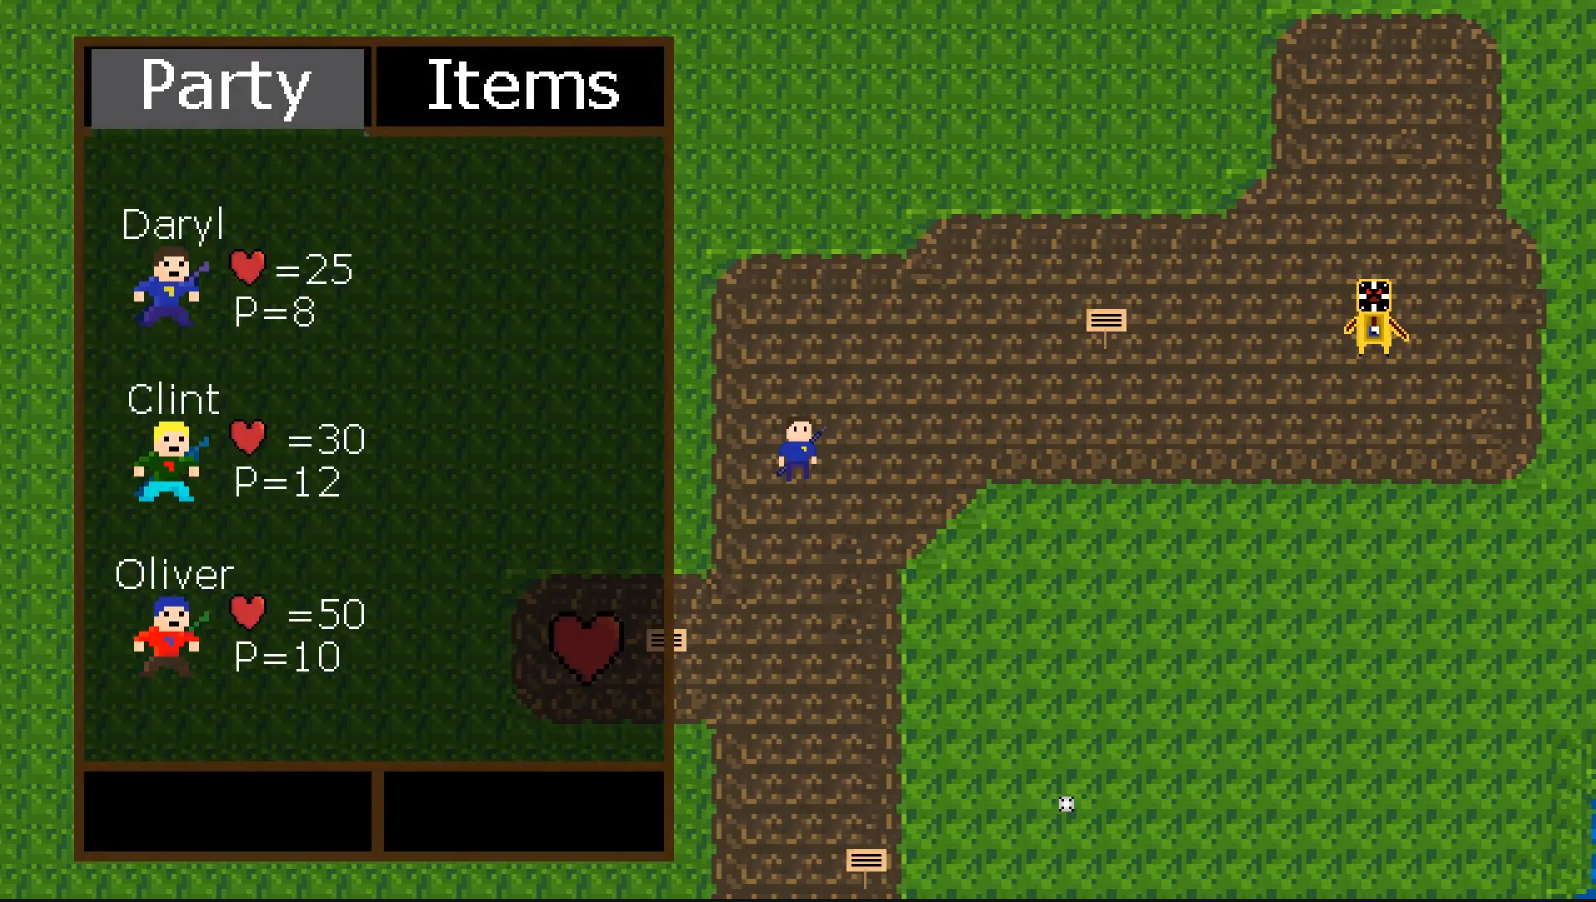 Party
Items
Daryl
=25
P=8
Clint
=30
P=12
Oliver
=50
P=10